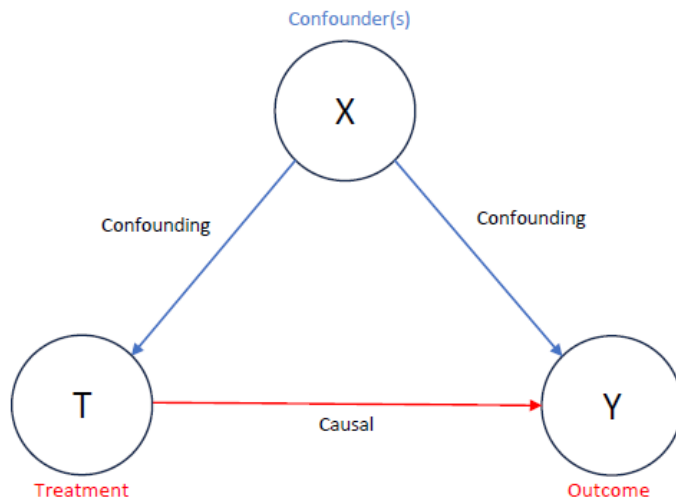 Confounder(s)
X
Confounding
Confounding
T
Causal
Y
Treatment
Outcome